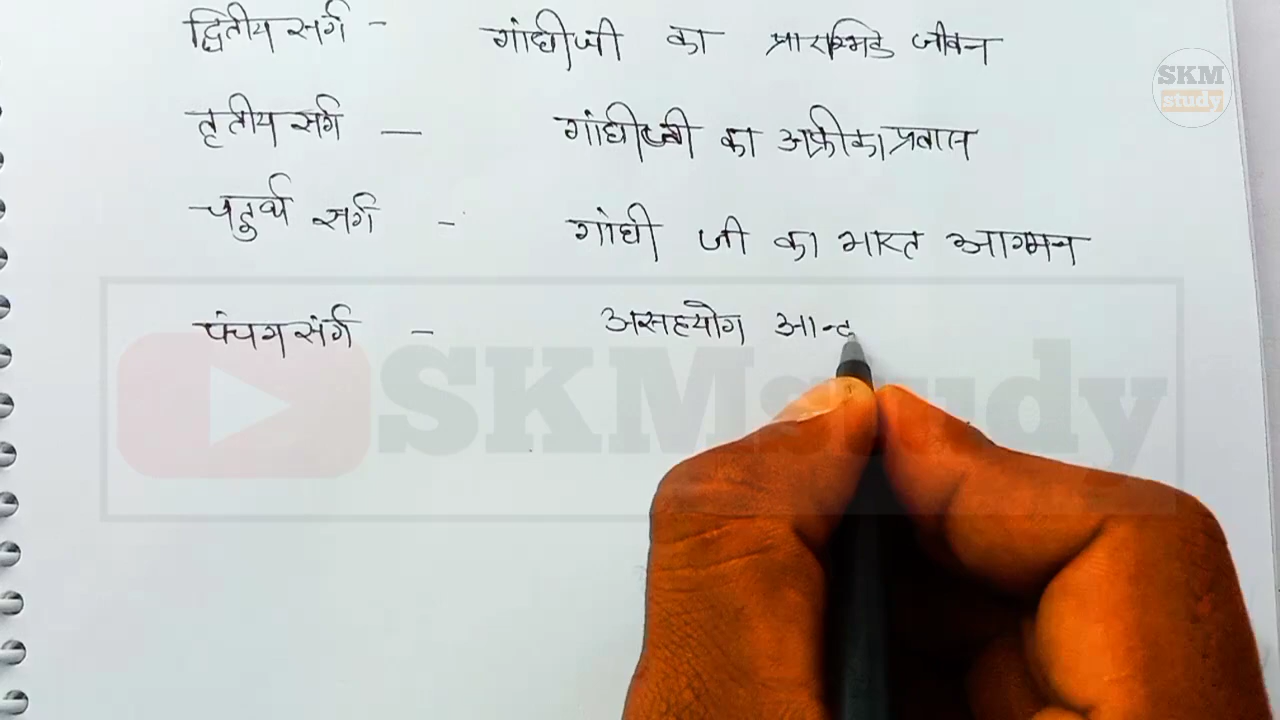 द्वितीय सर्ग - गांधीजी का प्रारम्भिक जीवन
SKM
study
तृतीय सर्ग — गांधीजी का अफ्रीका प्रवास
चतुर्थ सर्ग - गांधी जी का भारत आगमन
पंचम सर्ग - असहयोग आन्द
SKMstudy